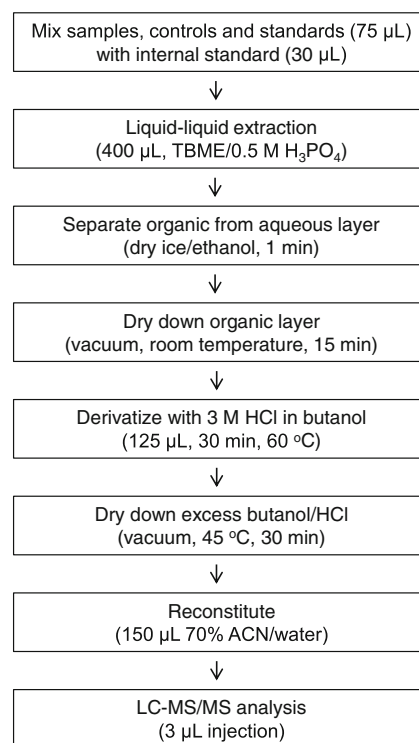 Mix samples, controls and standards (75 µL)
with internal standard (30 µL)
↓
Liquid-liquid extraction
(400 µL, TBME/0.5 M H₃PO₄)
↓
Separate organic from aqueous layer
(dry ice/ethanol, 1 min)
↓
Dry down organic layer
(vacuum, room temperature, 15 min)
↓
Derivatize with 3 M HCl in butanol
(125 µL, 30 min, 60 ºC)
↓
Dry down excess butanol/HCl
(vacuum, 45 ºC, 30 min)
↓
Reconstitute
(150 µL 70% ACN/water)
↓
LC-MS/MS analysis
(3 µL injection)